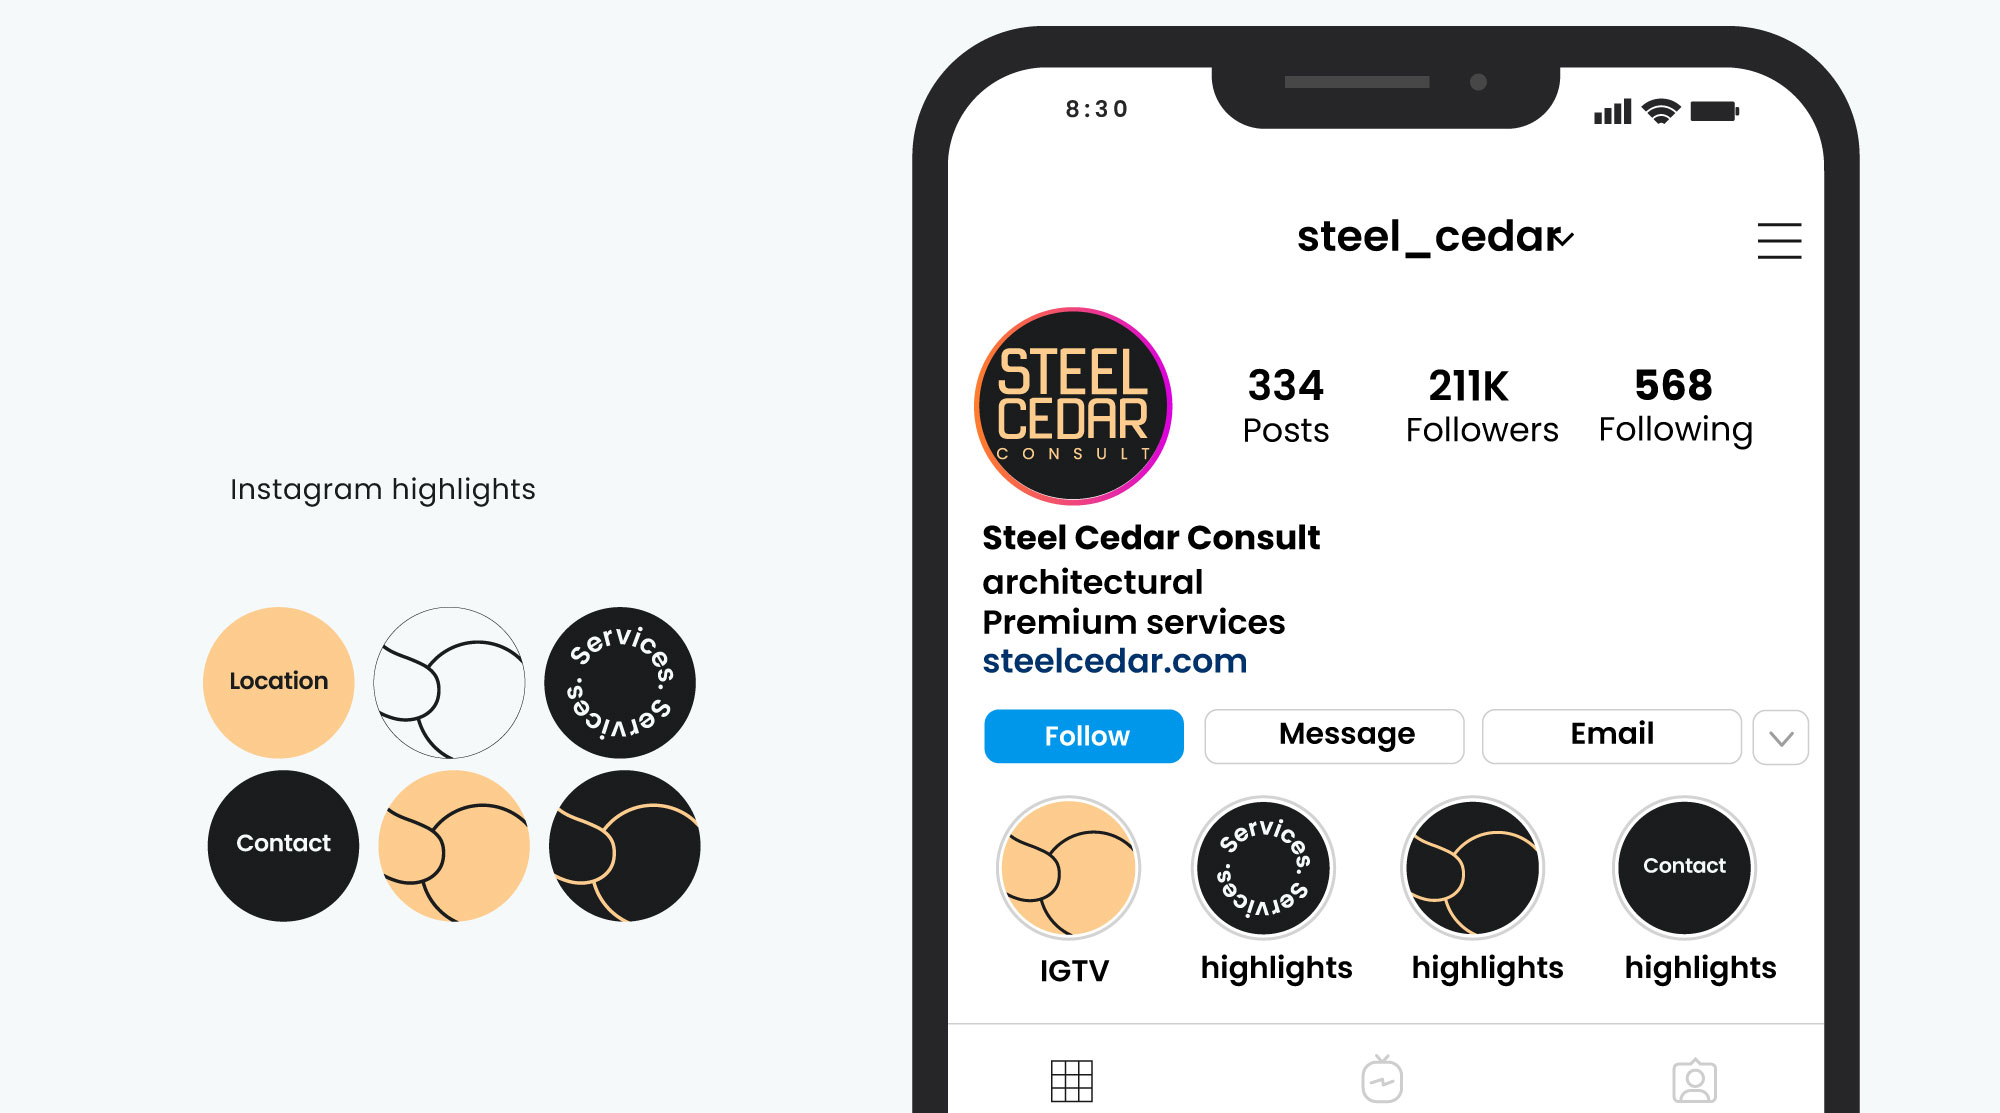 Instagram highlights
Location
Services. Services.
Contact
8:30
steel_cedar
STEEL
CEDAR
CONSULT
334
Posts
211K
Followers
568
Following
Steel Cedar Consult
architectural
Premium services
steelcedar.com
Follow
Message
Email
Services. Services.
Contact
IGTV
highlights
highlights
highlights